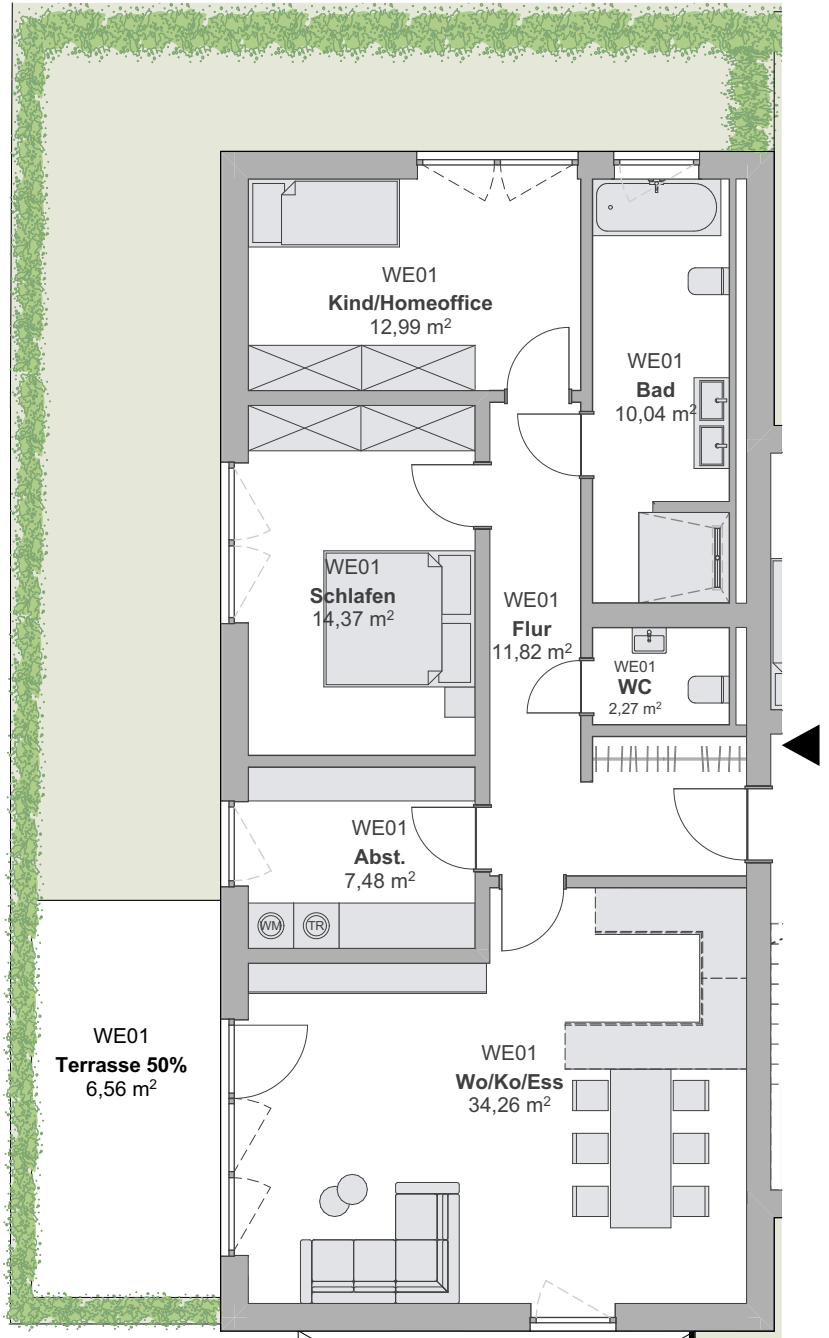 WE01
Kind/Homeoffice
12,99 m²
WE01
Bad
10,04 m²
WE01
Schlafen
14,37 m²
WE01
Flur
11,82 m²
WE01
WC
2,27 m²
WE01
Abst.
7,48 m²
WM
TR
WE01
Terrasse 50%
6,56 m²
WE01
Wo/Ko/Ess
34,26 m²